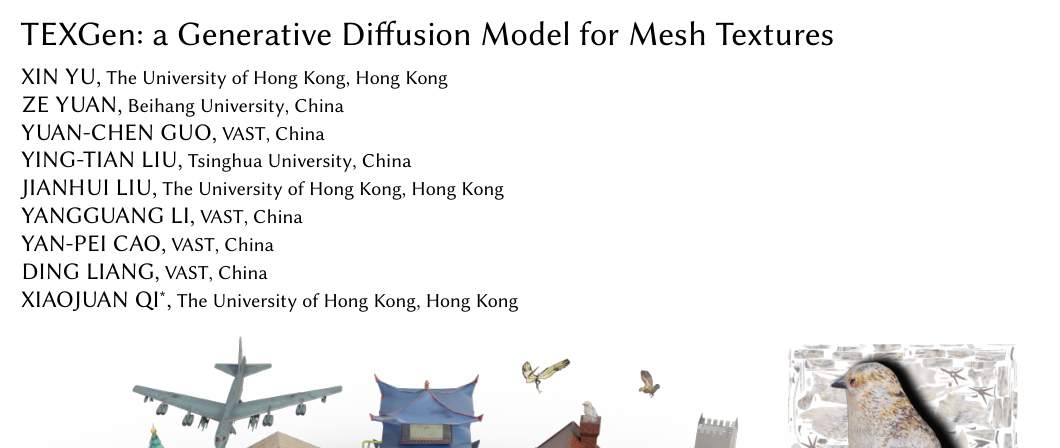 TEXGen: a Generative Diffusion Model for Mesh Textures
XIN YU, The University of Hong Kong, Hong Kong
ZE YUAN, Beihang University, China
YUAN-CHEN GUO, VAST, China
YING-TIAN LIU, Tsinghua University, China
JIANHUI LIU, The University of Hong Kong, Hong Kong
YANGGUANG LI, VAST, China
YAN-PEI CAO, VAST, China
DING LIANG, VAST, China
XIAOJUAN QI*, The University of Hong Kong, Hong Kong